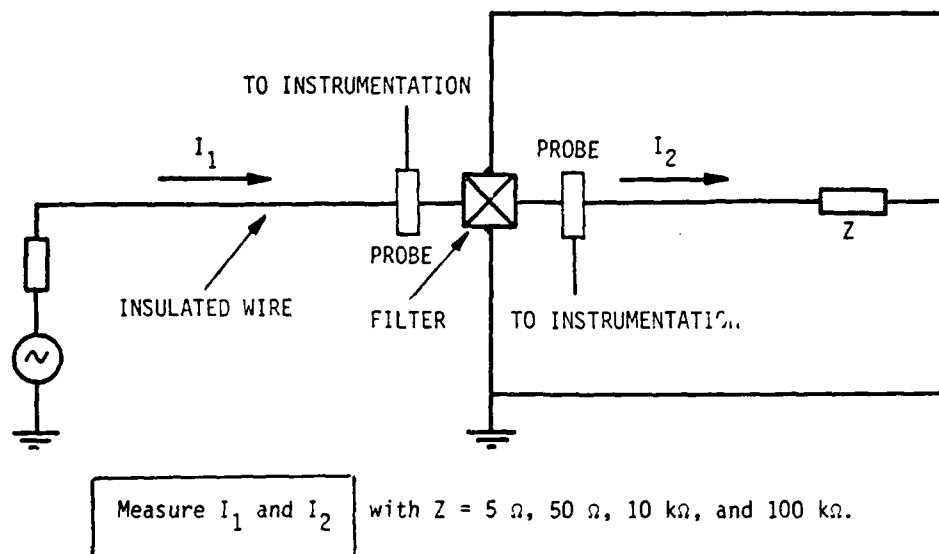 TO INSTRUMENTATION
I₁
PROBE
I₂
PROBE
Z
INSULATED WIRE
FILTER
TO
Measure I₁ and I₂ with Z = 5 Ω, 50 Ω, 10 kΩ, and 100 kΩ.